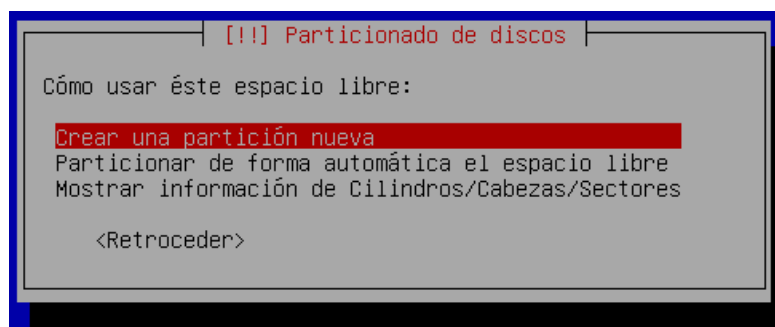 [!!] Particionado de discos
Cómo usar éste espacio libre:
Crear una partición nueva
Particionar de forma automática el espacio libre
Mostrar información de Cilindros/Cabezas/Sectores
<Retroceder>